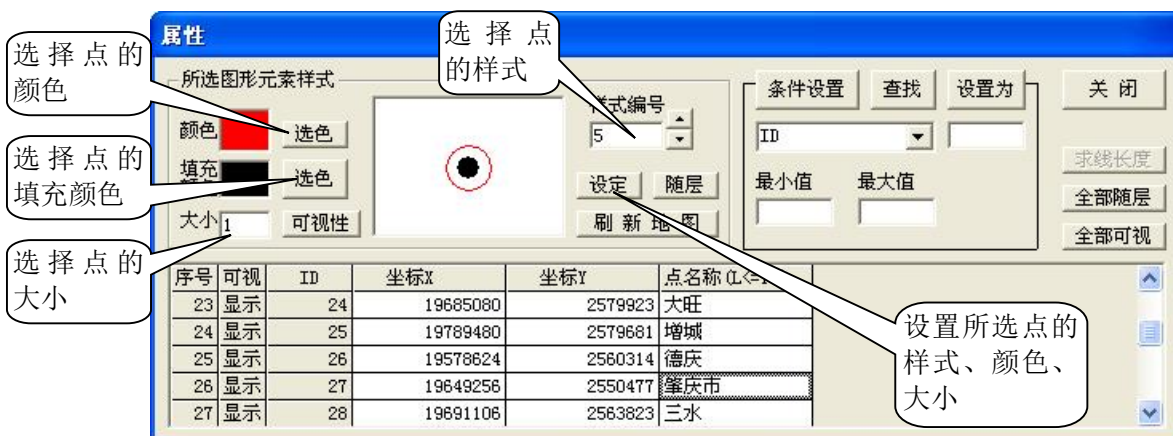 属性
选择点的
颜色
选择点
的样式
所选图形元素样式
颜色
选色
样式编号
5
条件设置
查找
设置为
关闭
ID
选择点的
填充颜色
填充
选色
设定
随层
最小值
最大值
求线长度
全部随层
大小
1
可视性
刷新地图
全部可视
选择点的
大小
序号 可视 ID 坐标X 坐标Y 点名称(L<=
23 显示 24 19685080 2579923 大旺
24 显示 25 19789480 2579681 增城
25 显示 26 19578624 2560314 德庆
26 显示 27 19649256 2550477 肇庆市
27 显示 28 19691106 2563823 三水
设置所选点的
样式、颜色、
大小